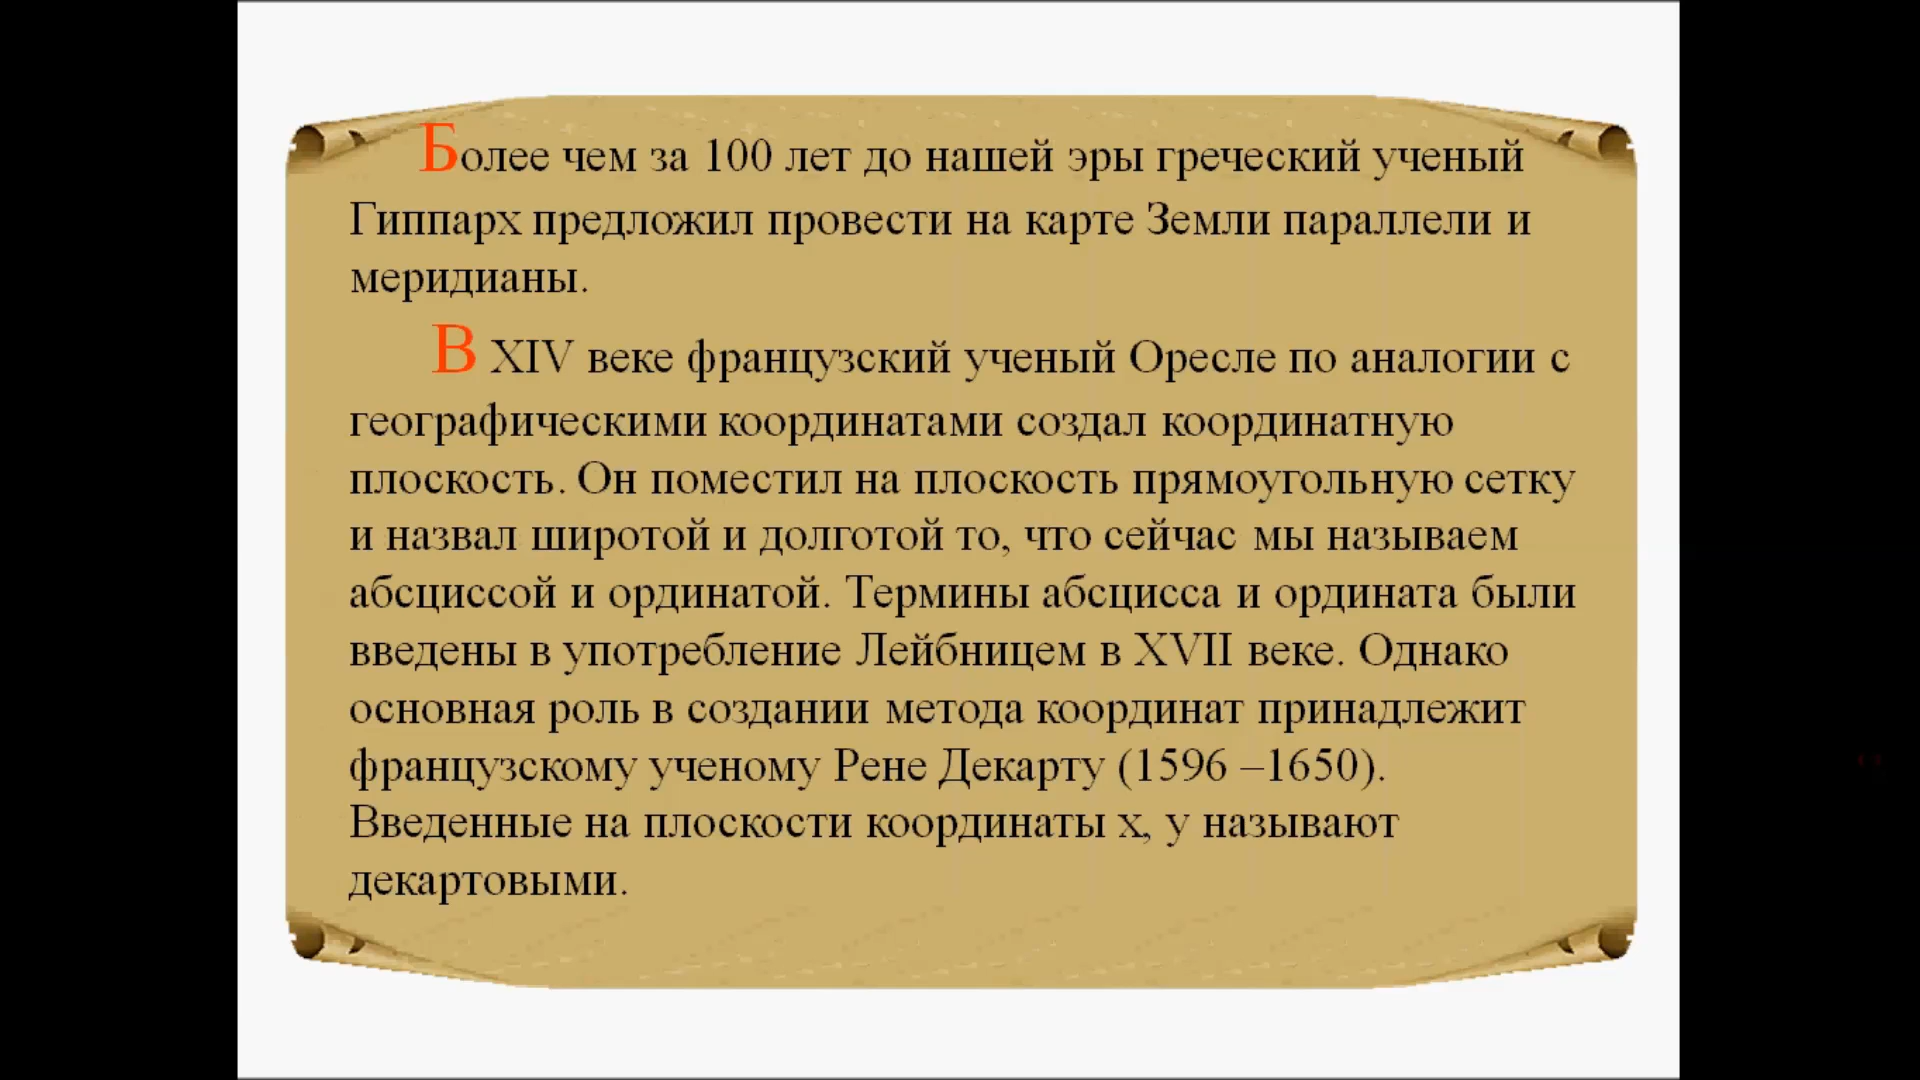 Более чем за 100 лет до нашей эры греческий ученый
Гиппарх предложил провести на карте Земли параллели и
меридианы.
В XIV веке французский ученый Оресле по аналогии с
географическими координатами создал координатную
плоскость. Он поместил на плоскость прямоугольную сетку
и назвал широтой и долготой то, что сейчас мы называем
абсциссой и ординатой. Термины абсцисса и ордината были
введены в употребление Лейбницем в XVII веке. Однако
основная роль в создании метода координат принадлежит
французскому ученому Рене Декарту (1596 –1650).
Введенные на плоскости координаты x, y называют
декартовыми.